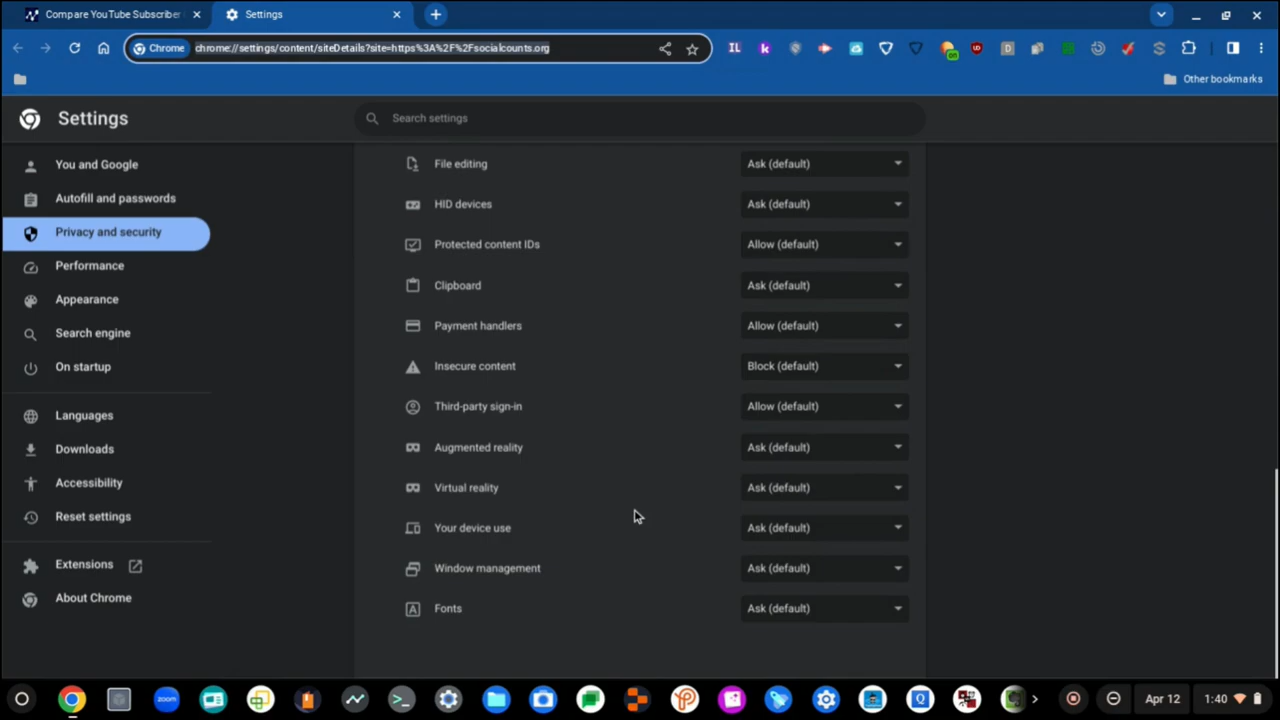 Compare YouTube Subscriber
Settings
Chrome
chrome://settings/content/siteDetails?site=https%3A%2F%2Fsocialcounts.org
Other bookmarks
Settings
Search settings
You and Google
Autofill and passwords
Privacy and security
Performance
Appearance
Search engine
On startup
Languages
Downloads
Accessibility
Reset settings
Extensions
About Chrome
File editing Ask (default)
HID devices Ask (default)
Protected content IDs Allow (default)
Clipboard Ask (default)
Payment handlers Allow (default)
Insecure content Block (default)
Third-party sign-in Allow (default)
Augmented reality Ask (default)
Virtual reality Ask (default)
Your device use Ask (default)
Window management Ask (default)
Fonts Ask (default)
zoom
Apr 12
1:40